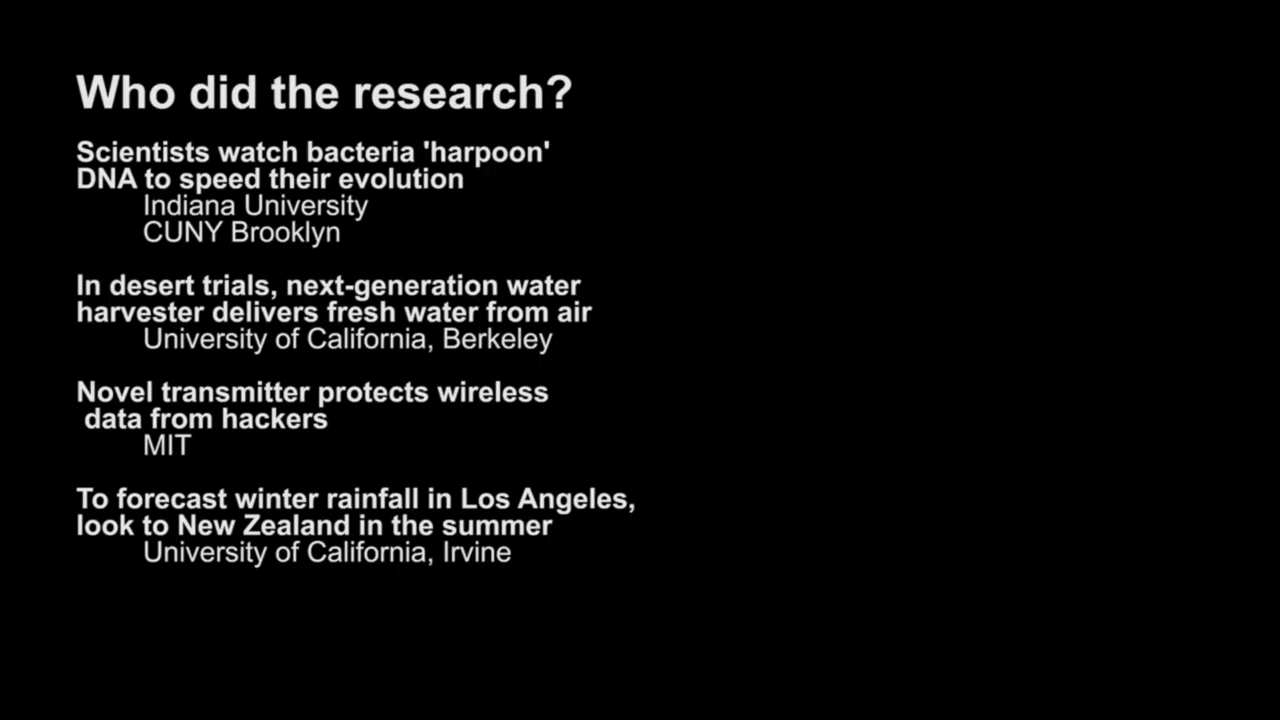 Who did the research?
Scientists watch bacteria 'harpoon'
DNA to speed their evolution
Indiana University
CUNY Brooklyn
In desert trials, next-generation water
harvester delivers fresh water from air
University of California, Berkeley
Novel transmitter protects wireless
data from hackers
MIT
To forecast winter rainfall in Los Angeles,
look to New Zealand in the summer
University of California, Irvine